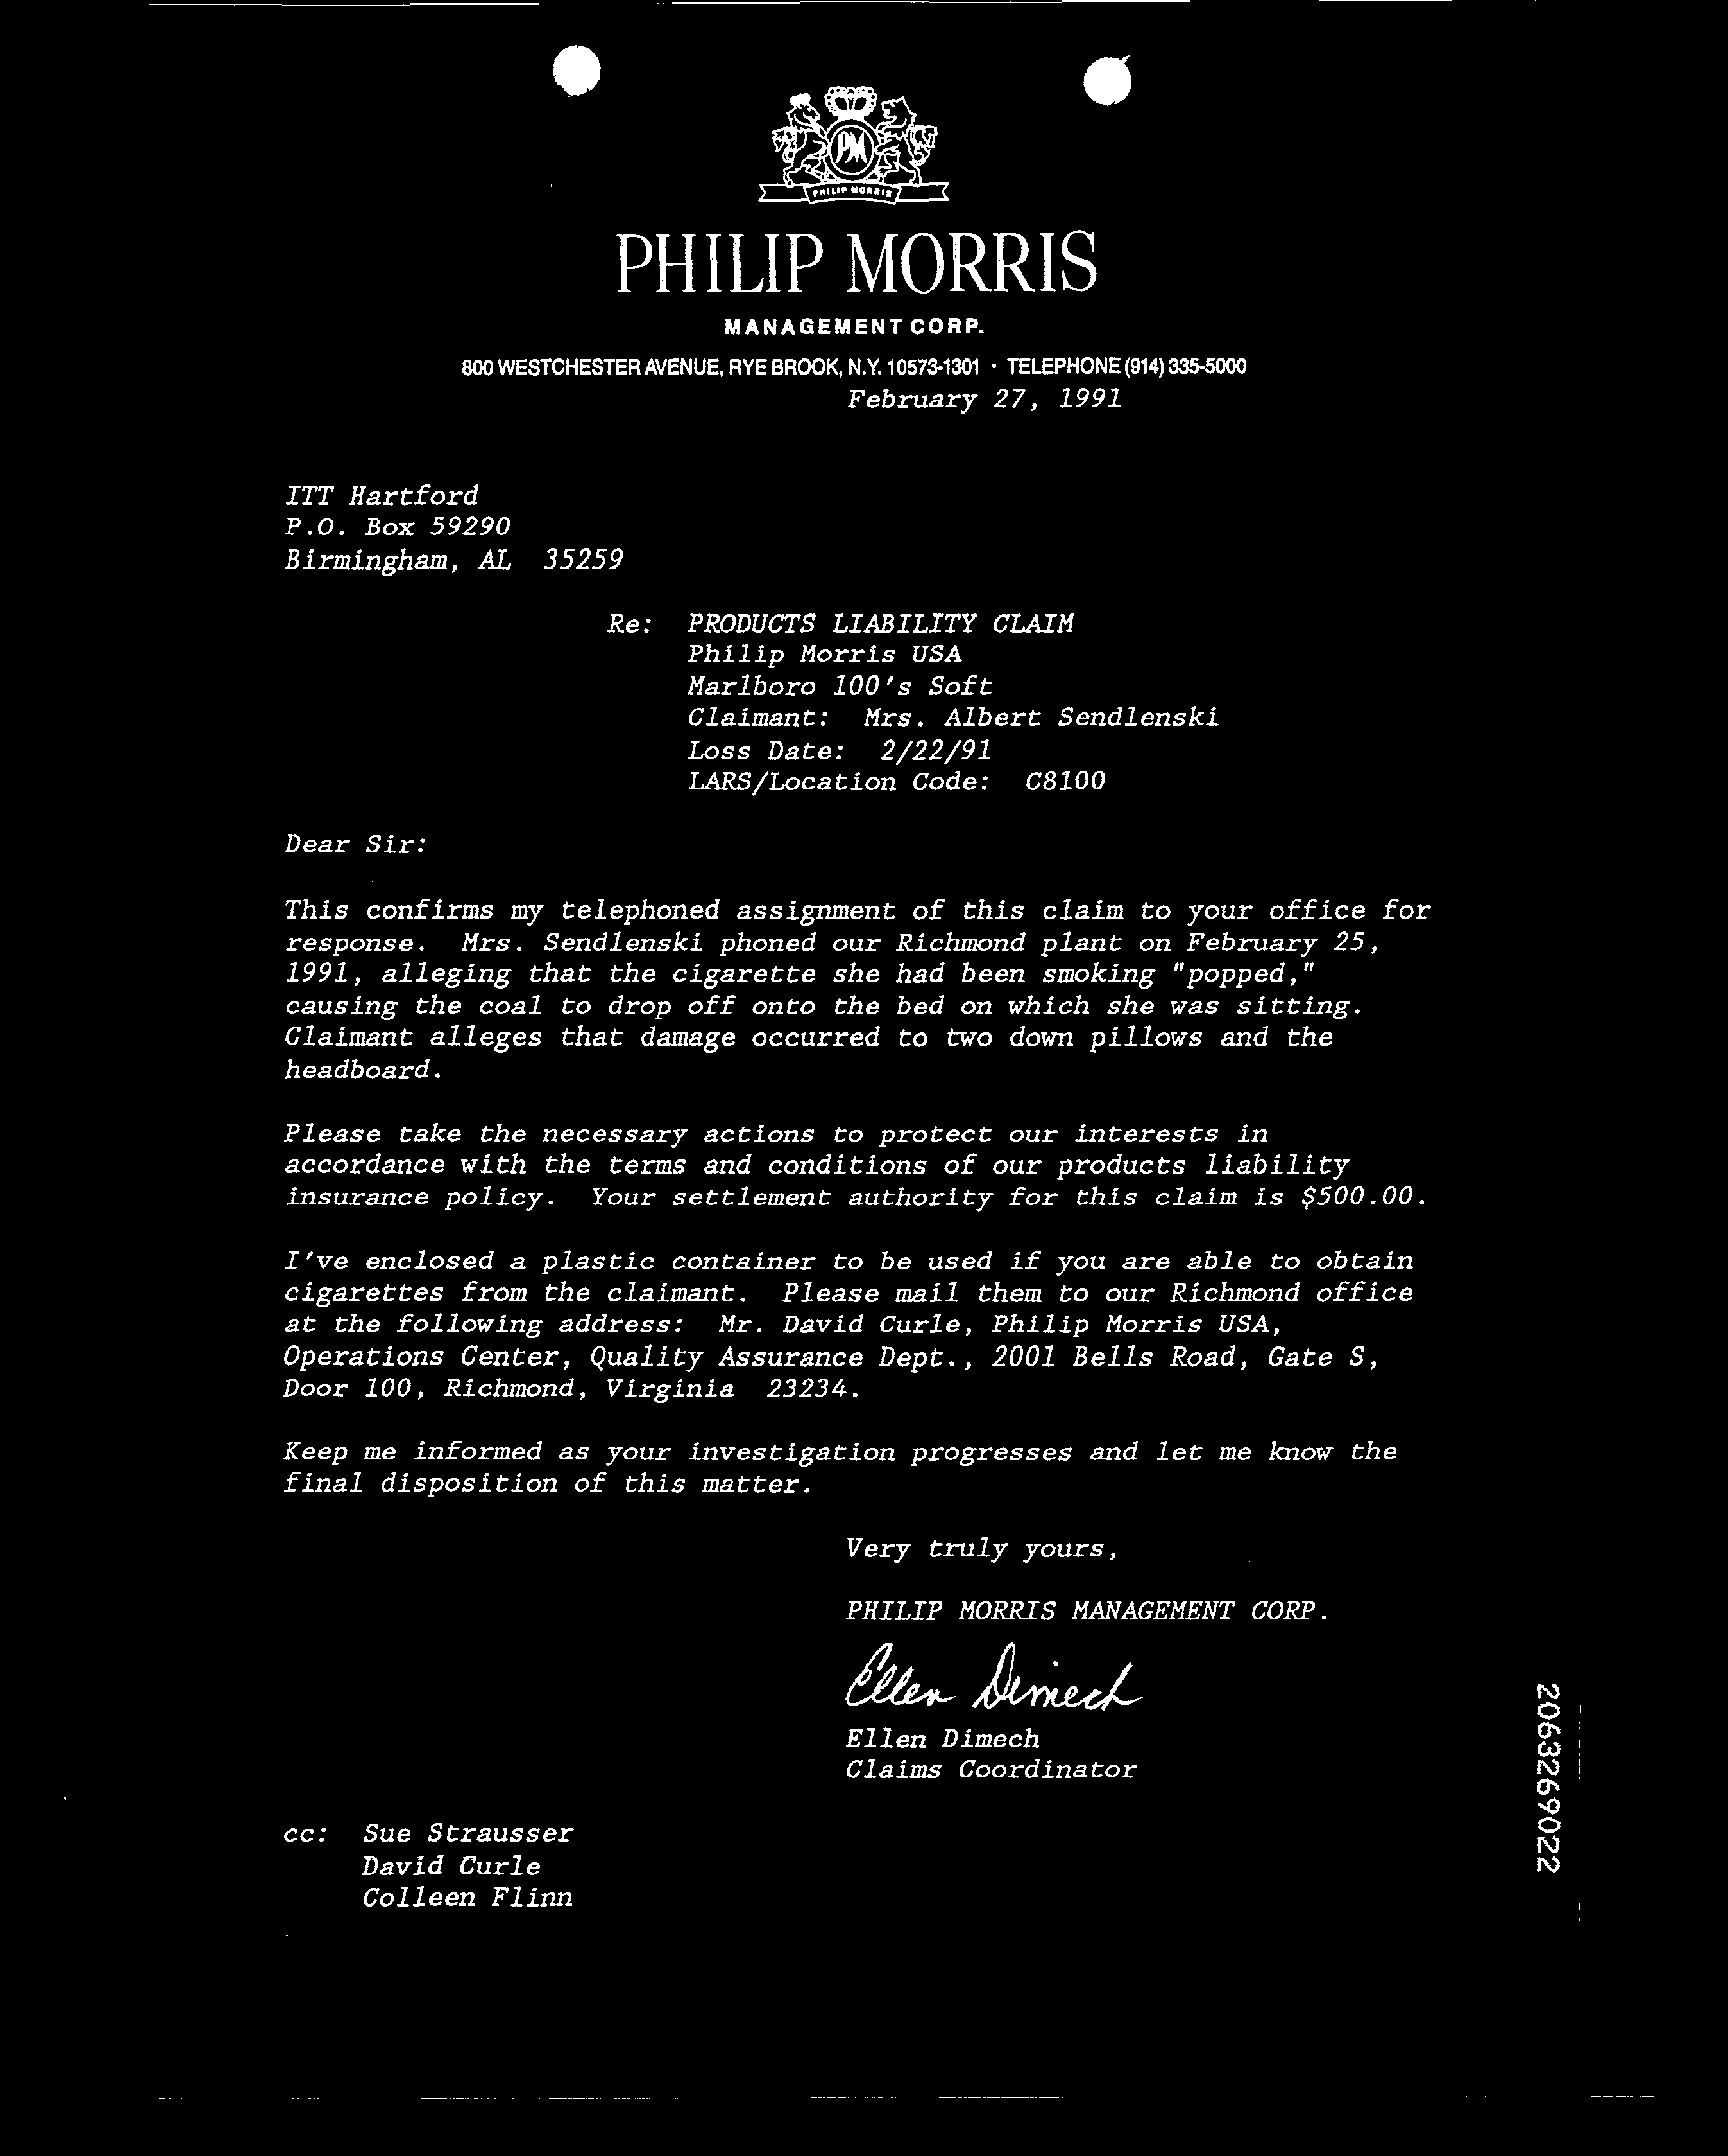 PM
PHILIP MORRIS
PHILIP MORRIS
MANAGEMENT CORP.
800 WESTCHESTER AVENUE, RYE BROOK, N.Y. 10573-1301 · TELEPHONE (914) 335-5000
February 27, 1991
ITT Hartford
P.O. Box 59290
Birmingham, AL 35259
Re: PRODUCTS LIABILITY CLAIM
Philip Morris USA
Marlboro 100's Soft
Claimant: Mrs. Albert Sendlenski
Loss Date: 2/22/91
LARS/Location Code: C8100
Dear Sir:
This confirms my telephoned assignment of this claim to your office for
response. Mrs. Sendlenski phoned our Richmond plant on February 25,
1991, alleging that the cigarette she had been smoking "popped,"
causing the coal to drop off onto the bed on which she was sitting.
Claimant alleges that damage occurred to two down pillows and the
headboard.
Please take the necessary actions to protect our interests in
accordance with the terms and conditions of our products liability
insurance policy. Your settlement authority for this claim is $500.00.
I've enclosed a plastic container to be used if you are able to obtain
cigarettes from the claimant. Please mail them to our Richmond office
at the following address: Mr. David Curle, Philip Morris USA,
Operations Center, Quality Assurance Dept., 2001 Bells Road, Gate S,
Door 100, Richmond, Virginia 23234.
Keep me informed as your investigation progresses and let me know the
final disposition of this matter.
Very truly yours,
PHILIP MORRIS MANAGEMENT CORP.
Ellen Dimech
Ellen Dimech
Claims Coordinator
cc: Sue Strausser
David Curle
Colleen Flinn
2063269022